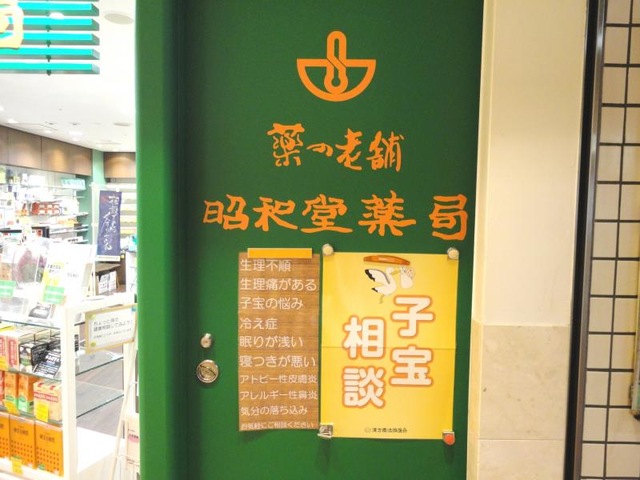 薬の老舗
昭和堂薬局
生理不順
生理痛がある
子宝の悩み
冷え症
眠りが浅い
寝つきが悪い
アトピー性皮膚炎
アレルギー性鼻炎
気分の落ち込み
お気軽にご相談ください
子宝
相談